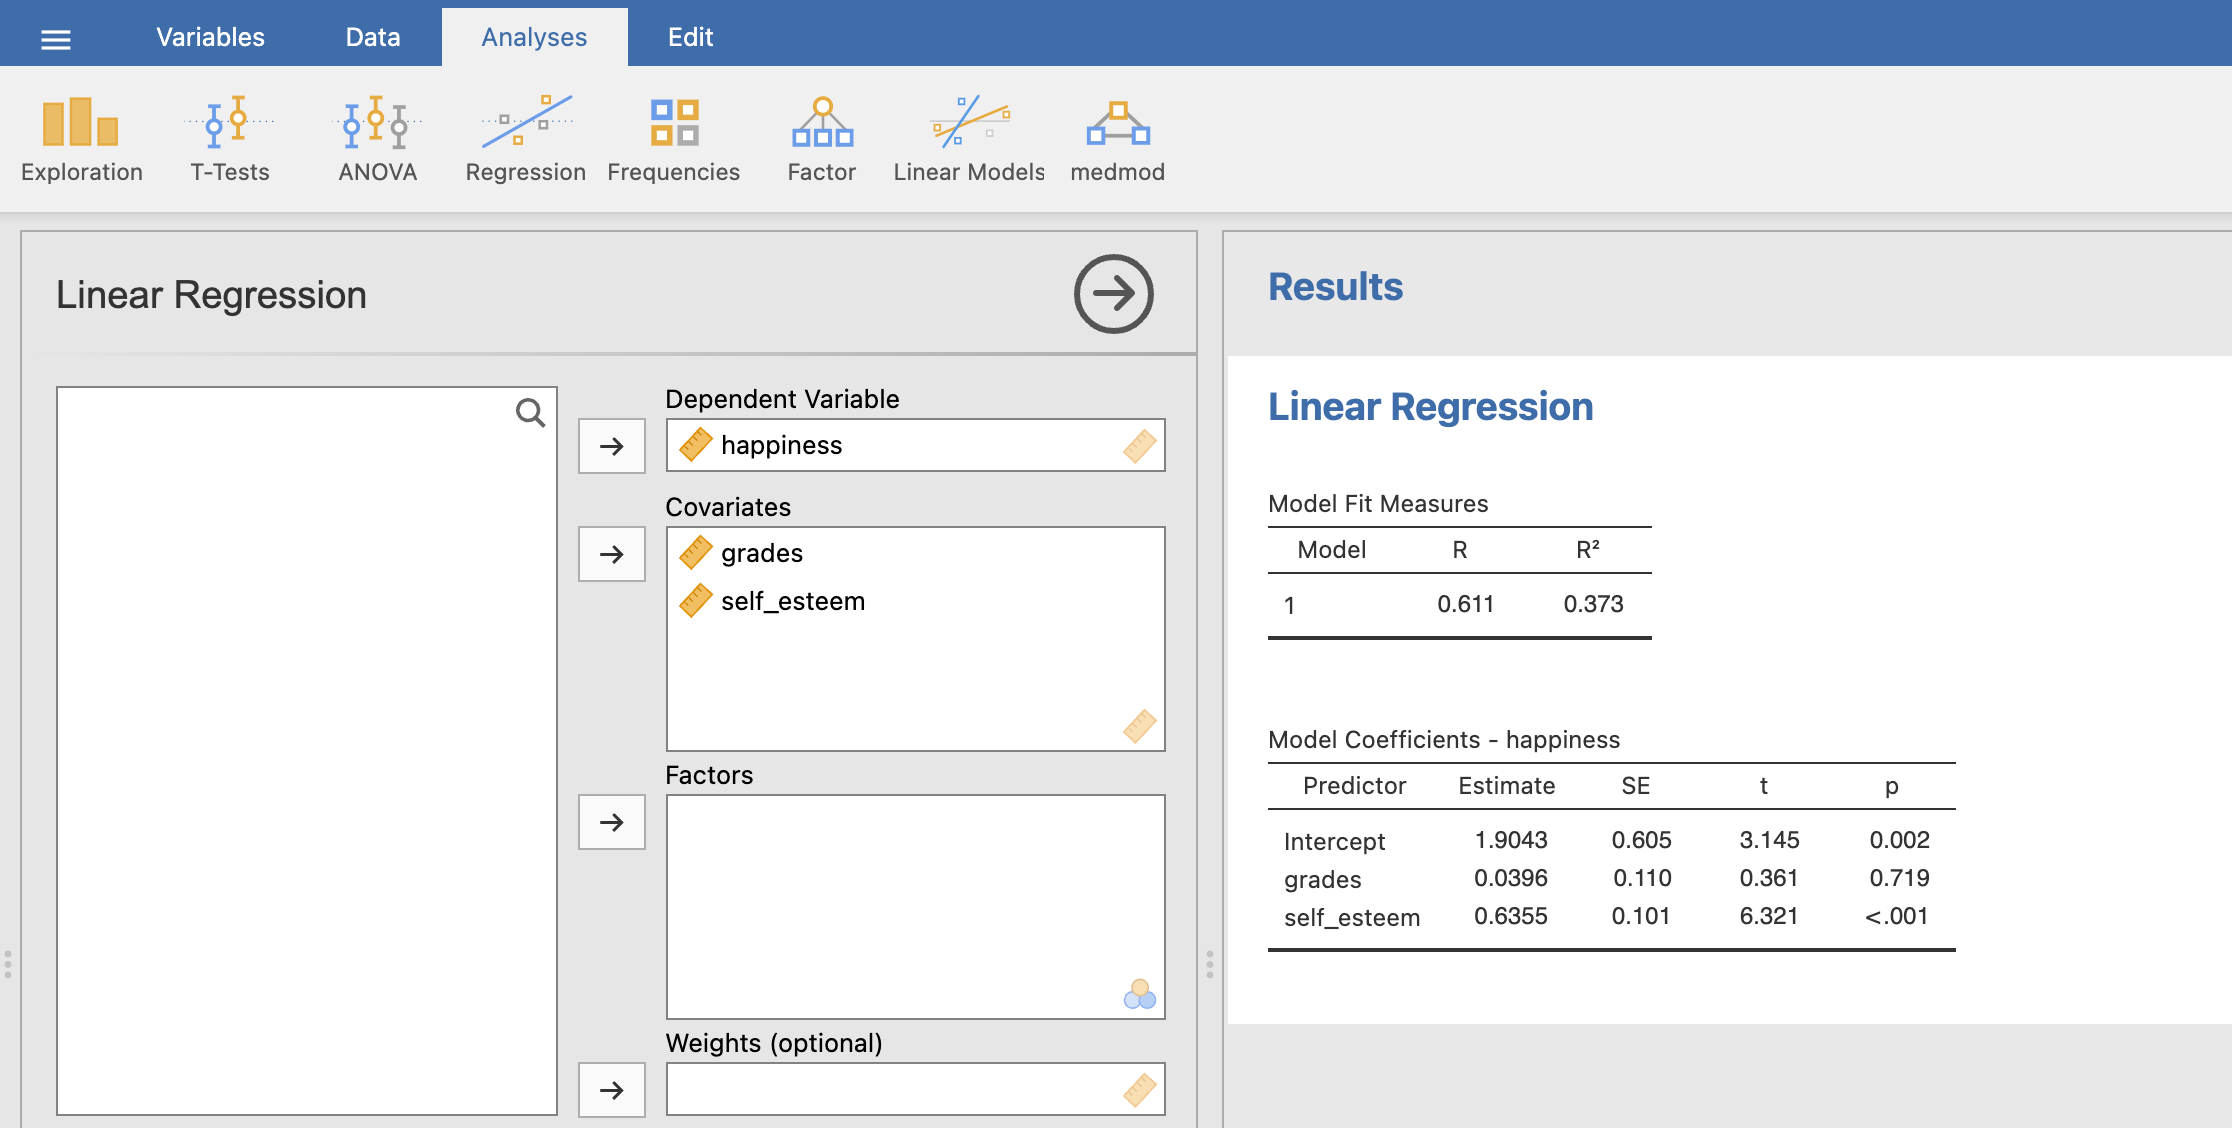 Variables Data Analyses Edit
Exploration T-Tests ANOVA Regression Frequencies Factor Linear Models medmod
Linear Regression
Dependent Variable
happiness
Covariates
grades
self_esteem
Factors
Weights (optional)
Results
Linear Regression
Model Fit Measures
Model R R²
1 0.611 0.373
Model Coefficients - happiness
Predictor Estimate SE t p
Intercept 1.9043 0.605 3.145 0.002
grades 0.0396 0.110 0.361 0.719
self_esteem 0.6355 0.101 6.321 <.001